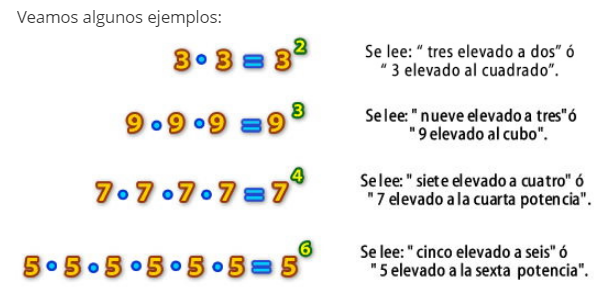 Veamos algunos ejemplos:
3 • 3 = 3²
Se lee: “ tres elevado a dos” ó
“ 3 elevado al cuadrado”.
9 • 9 • 9 = 9³
Se lee: " nueve elevado a tres"ó
" 9 elevado al cubo".
7 • 7 • 7 • 7 = 7⁴
Se lee: " siete elevado a cuatro" ó
" 7 elevado a la cuarta potencia".
5 • 5 • 5 • 5 • 5 • 5 = 5⁶
Se lee: " cinco elevado a seis" ó
" 5 elevado a la sexta potencia".